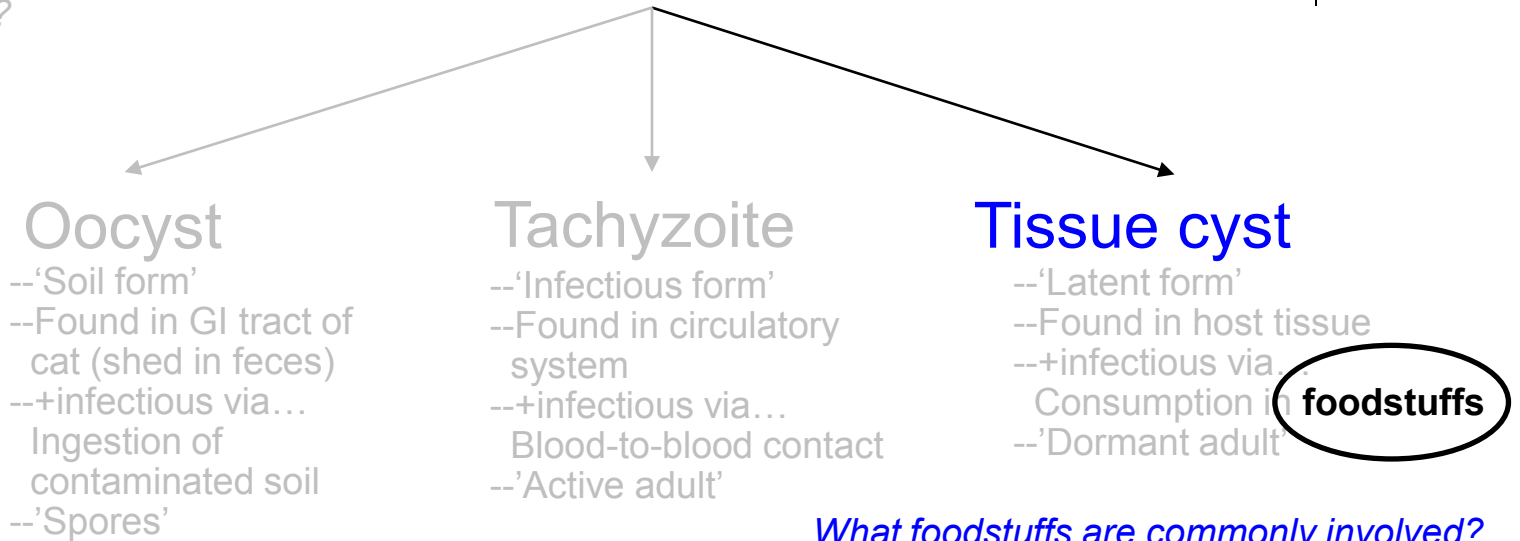 ?
Oocyst
--‘Soil form’
--Found in GI tract of
cat (shed in feces)
--+infectious via…
Ingestion of
contaminated soil
--’Spores’
Tachyzoite
--‘Infectious form’
--Found in circulatory
system
--+infectious via…
Blood-to-blood contact
--’Active adult’
Tissue cyst
--‘Latent form’
--Found in host tissue
--+infectious via…
Consumption in foodstuffs
--’Dormant adult’
What foodstuffs are commonly involved?